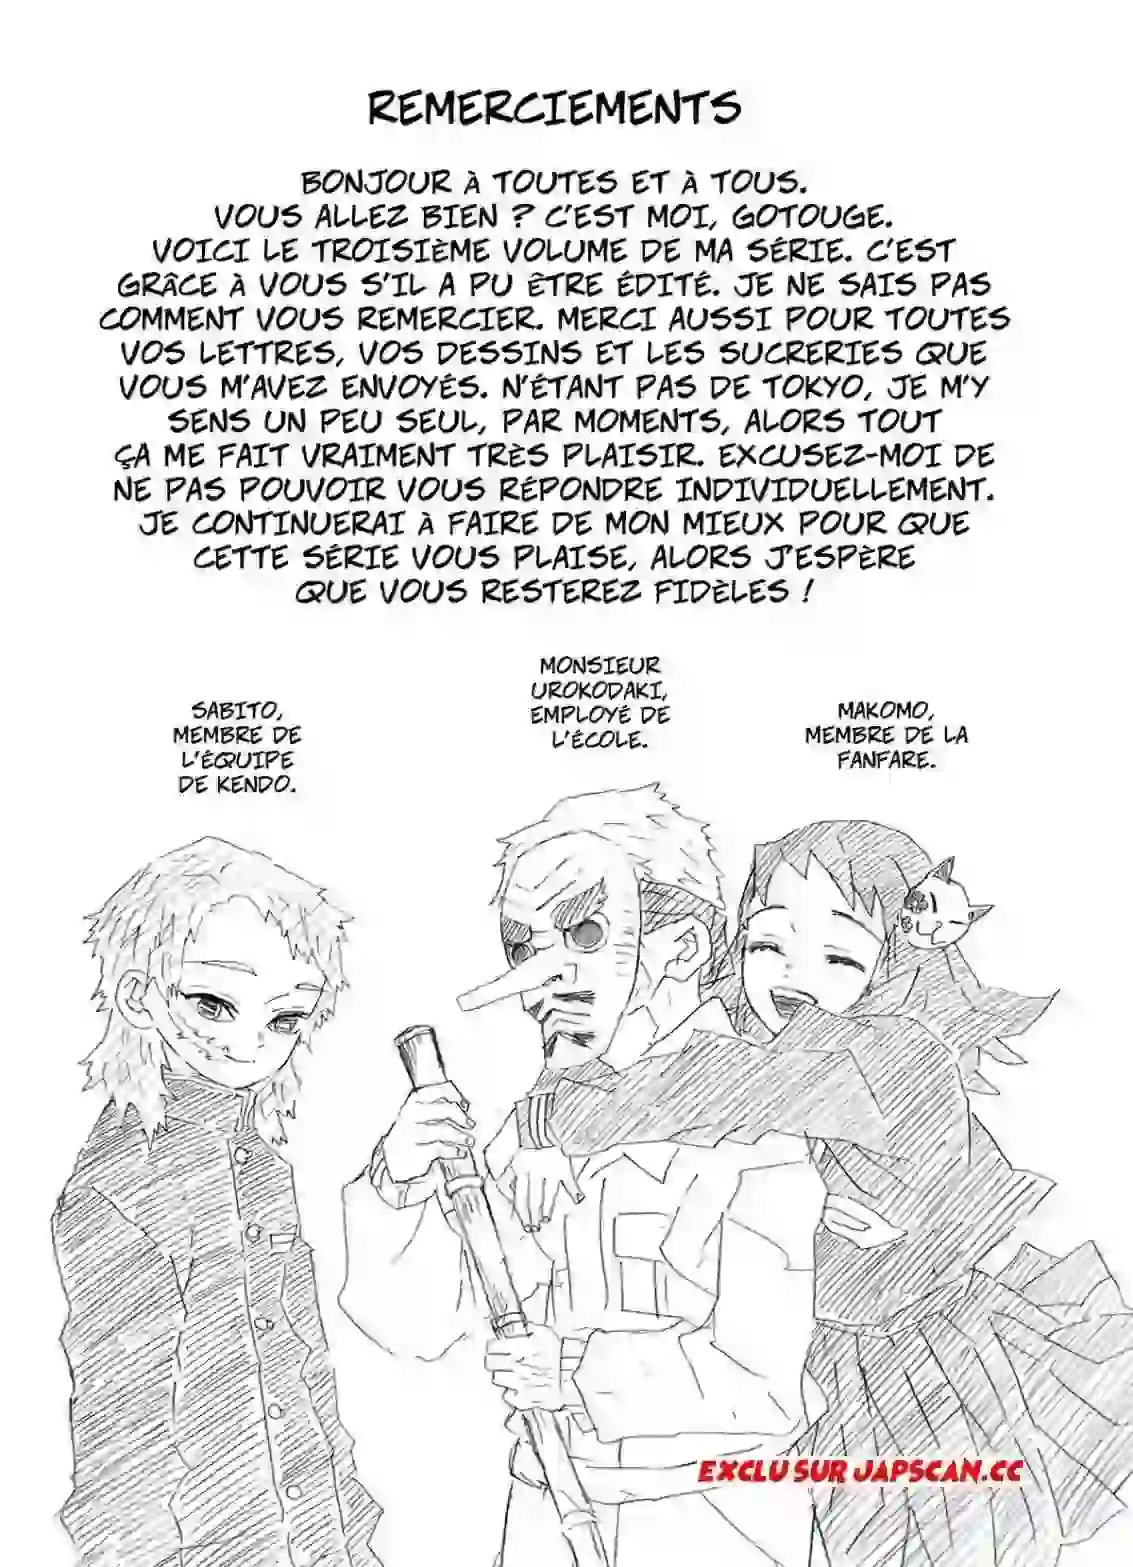 REMERCIEMENTS
BONJOUR À TOUTES ET À TOUS.
VOUS ALLEZ BIEN ? C'EST MOI, GOTOUGE.
VOICI LE TROISIÈME VOLUME DE MA SÉRIE. C'EST
GRÂCE À VOUS S'IL A PU ÊTRE ÉDITÉ. JE NE SAIS PAS
COMMENT VOUS REMERCIER. MERCI AUSSI POUR TOUTES
VOS LETTRES, VOS DESSINS ET LES SUCRERIES QUE
VOUS M'AVEZ ENVOYÉS. N'ÉTANT PAS DE TOKYO, JE M'Y
SENS UN PEU SEUL, PAR MOMENTS, ALORS TOUT
ÇA ME FAIT VRAIMENT TRÈS PLAISIR. EXCUSEZ-MOI DE
NE PAS POUVOIR VOUS RÉPONDRE INDIVIDUELLEMENT.
JE CONTINUERAI À FAIRE DE MON MIEUX POUR QUE
CETTE SÉRIE VOUS PLAISE, ALORS J'ESPÈRE
QUE VOUS RESTEREZ FIDÈLES !
SABITO,
MEMBRE DE
L'ÉQUIPE
DE KENDO.
MONSIEUR
UROKODAKI,
EMPLOYÉ DE
L'ÉCOLE.
MAKOMO,
MEMBRE DE LA
FANFARE.
EXCLU SUR JAPSCAN.CC